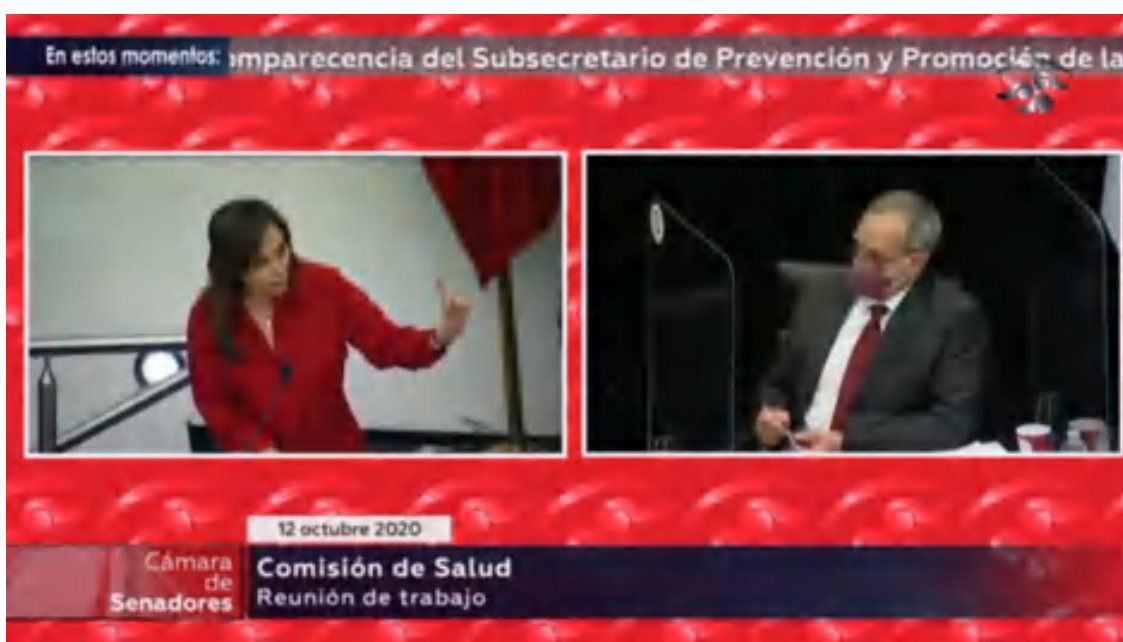 En estos momentos: omparecencia del Subsecretario de Prevención y Promoción de la
12 octubre 2020
Cámara
de
Senadores
Comisión de Salud
Reunión de trabajo